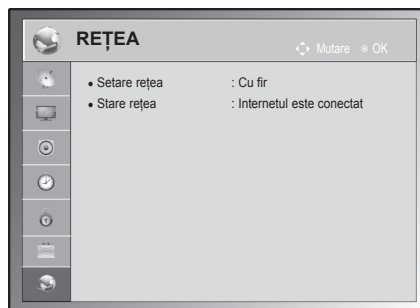 REȚEA
Mutare OK
• Setare rețea : Cu fir
• Stare rețea : Internetul este conectat